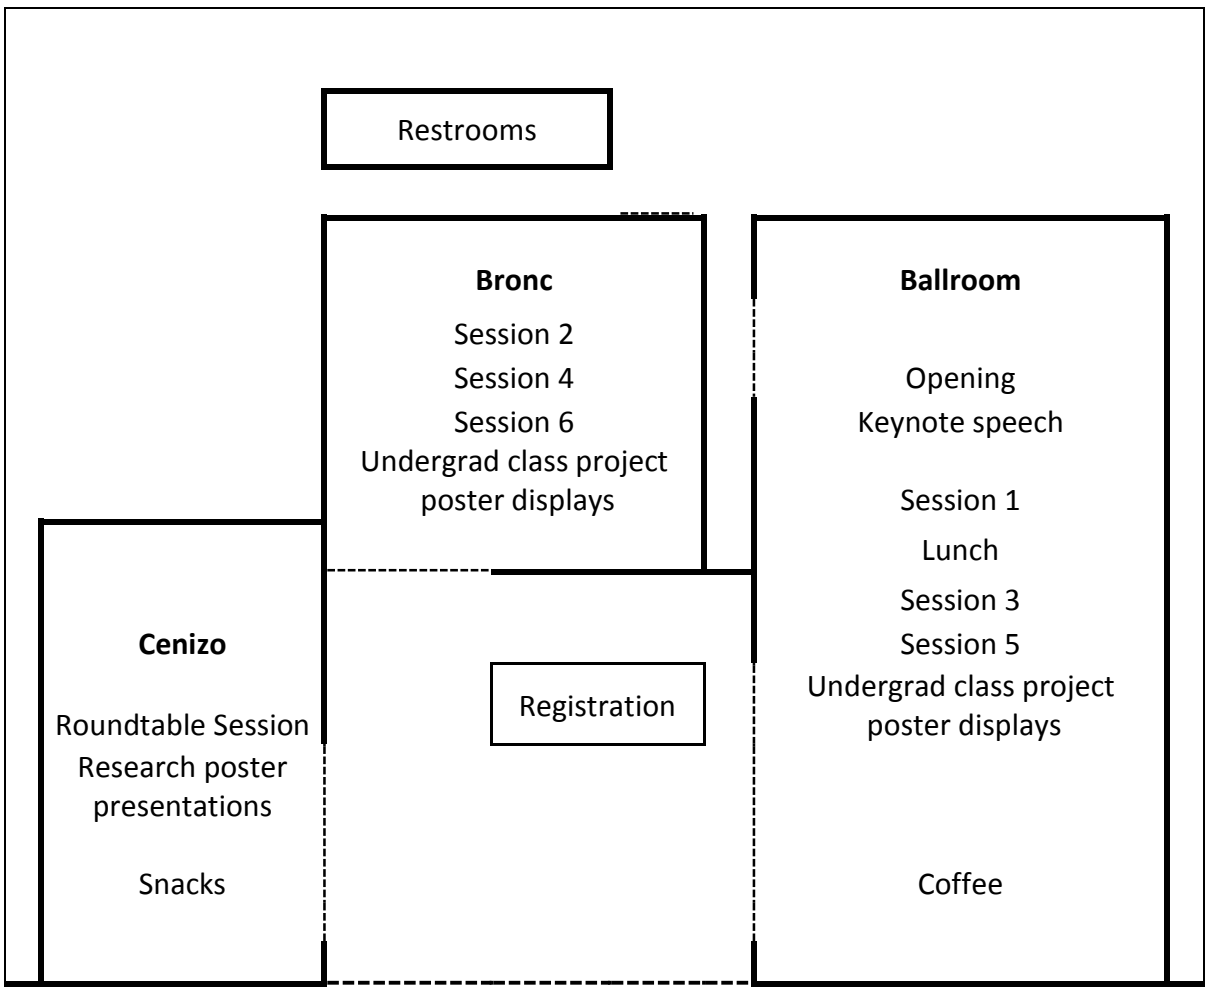 Restrooms
Bronc
Session 2
Session 4
Session 6
Undergrad class project
poster displays
Ballroom
Opening
Keynote speech
Session 1
Lunch
Session 3
Session 5
Undergrad class project
poster displays
Coffee
Cenizo
Roundtable Session
Research poster
presentations
Snacks
Registration